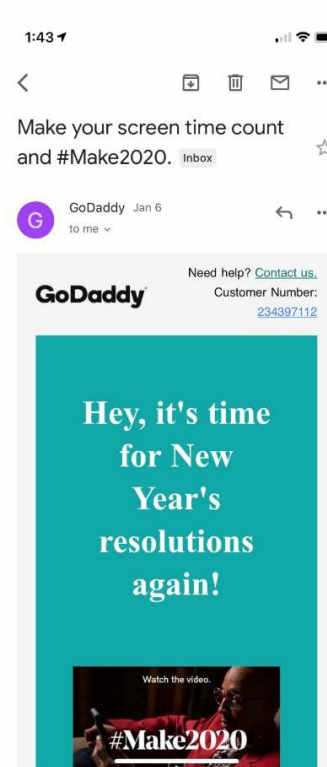 1:43
Make your screen time count
and #Make2020. Inbox
G
GoDaddy Jan 6
to me
Need help? Contact us.
GoDaddy
Customer Number:
234397112
Hey, it's time
for New
Year's
resolutions
again!
Watch the video.
#Make2020